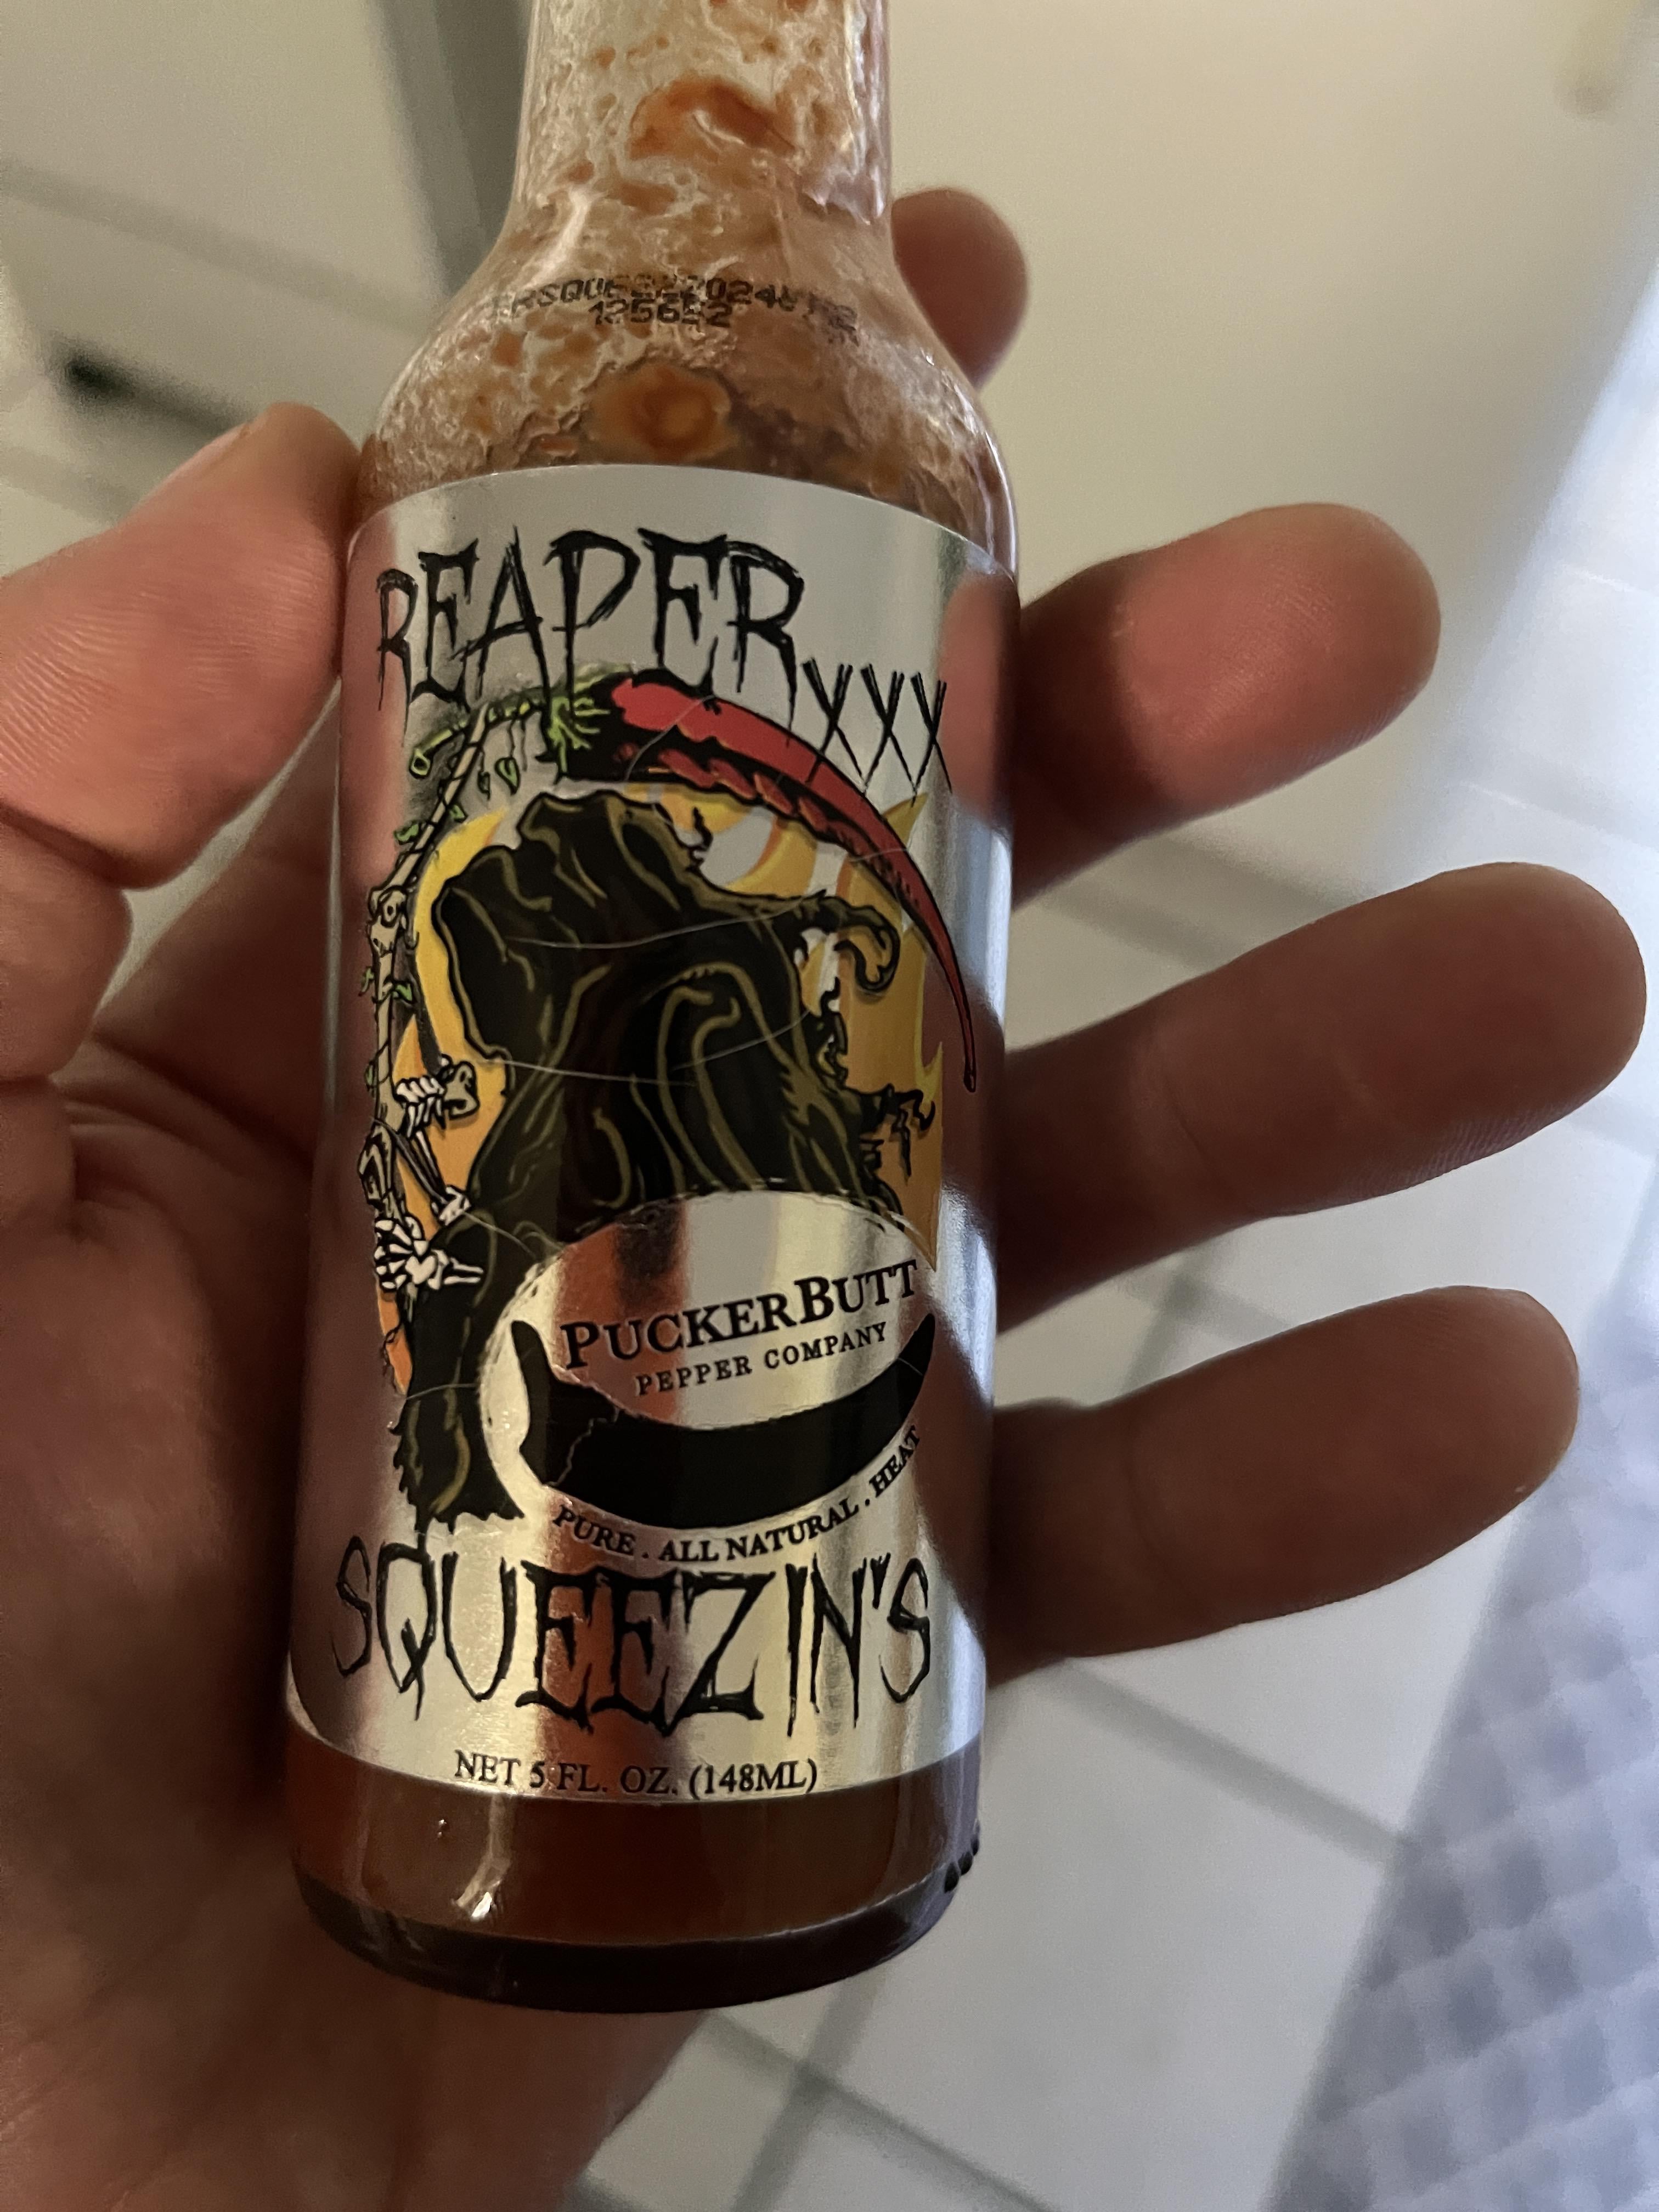 REAPER XXX
PUCKERBUTT
PEPPER COMPANY
PURE . ALL NATURAL . HEAT
SQUEEZIN'S
NET 5 FL. OZ. (148ML)